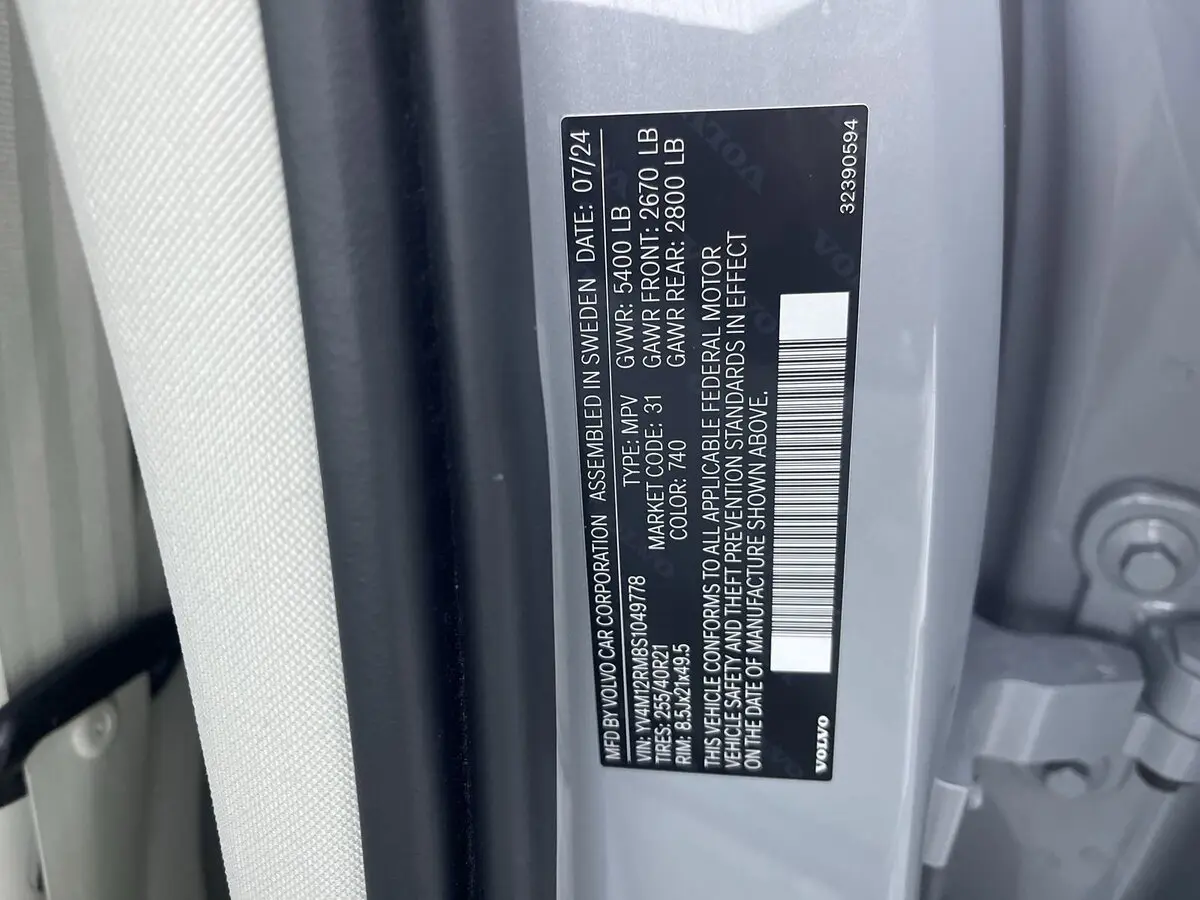 MFD BY VOLVO CAR CORPORATION ASSEMBLED IN SWEDEN DATE: 07/24
VIN: YV4M12RM8S1049778 TYPE: MPV GVWR: 5400 LB
TIRES: 255/40R21 MARKET CODE: 31 GAWR FRONT: 2670 LB
RIM: 8.5Jx21x49.5 COLOR: 740 GAWR REAR: 2800 LB
THIS VEHICLE CONFORMS TO ALL APPLICABLE FEDERAL MOTOR
VEHICLE SAFETY AND THEFT PREVENTION STANDARDS IN EFFECT
ON THE DATE OF MANUFACTURE SHOWN ABOVE.
VOLVO 32390594